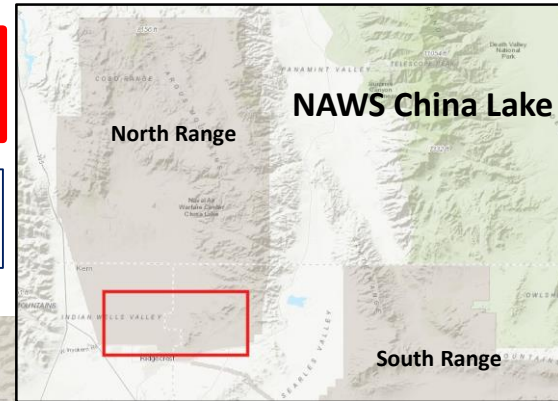 NAWS China Lake
PANAMINT VALLEY
Death Valley
National
Park
COSO RANGE
North Range
Naval Air
Warfare Center
China Lake
Kern
INDIAN WELLS VALLEY
Ridgecrest
SEARLES VALLEY
OWLSH
South Range